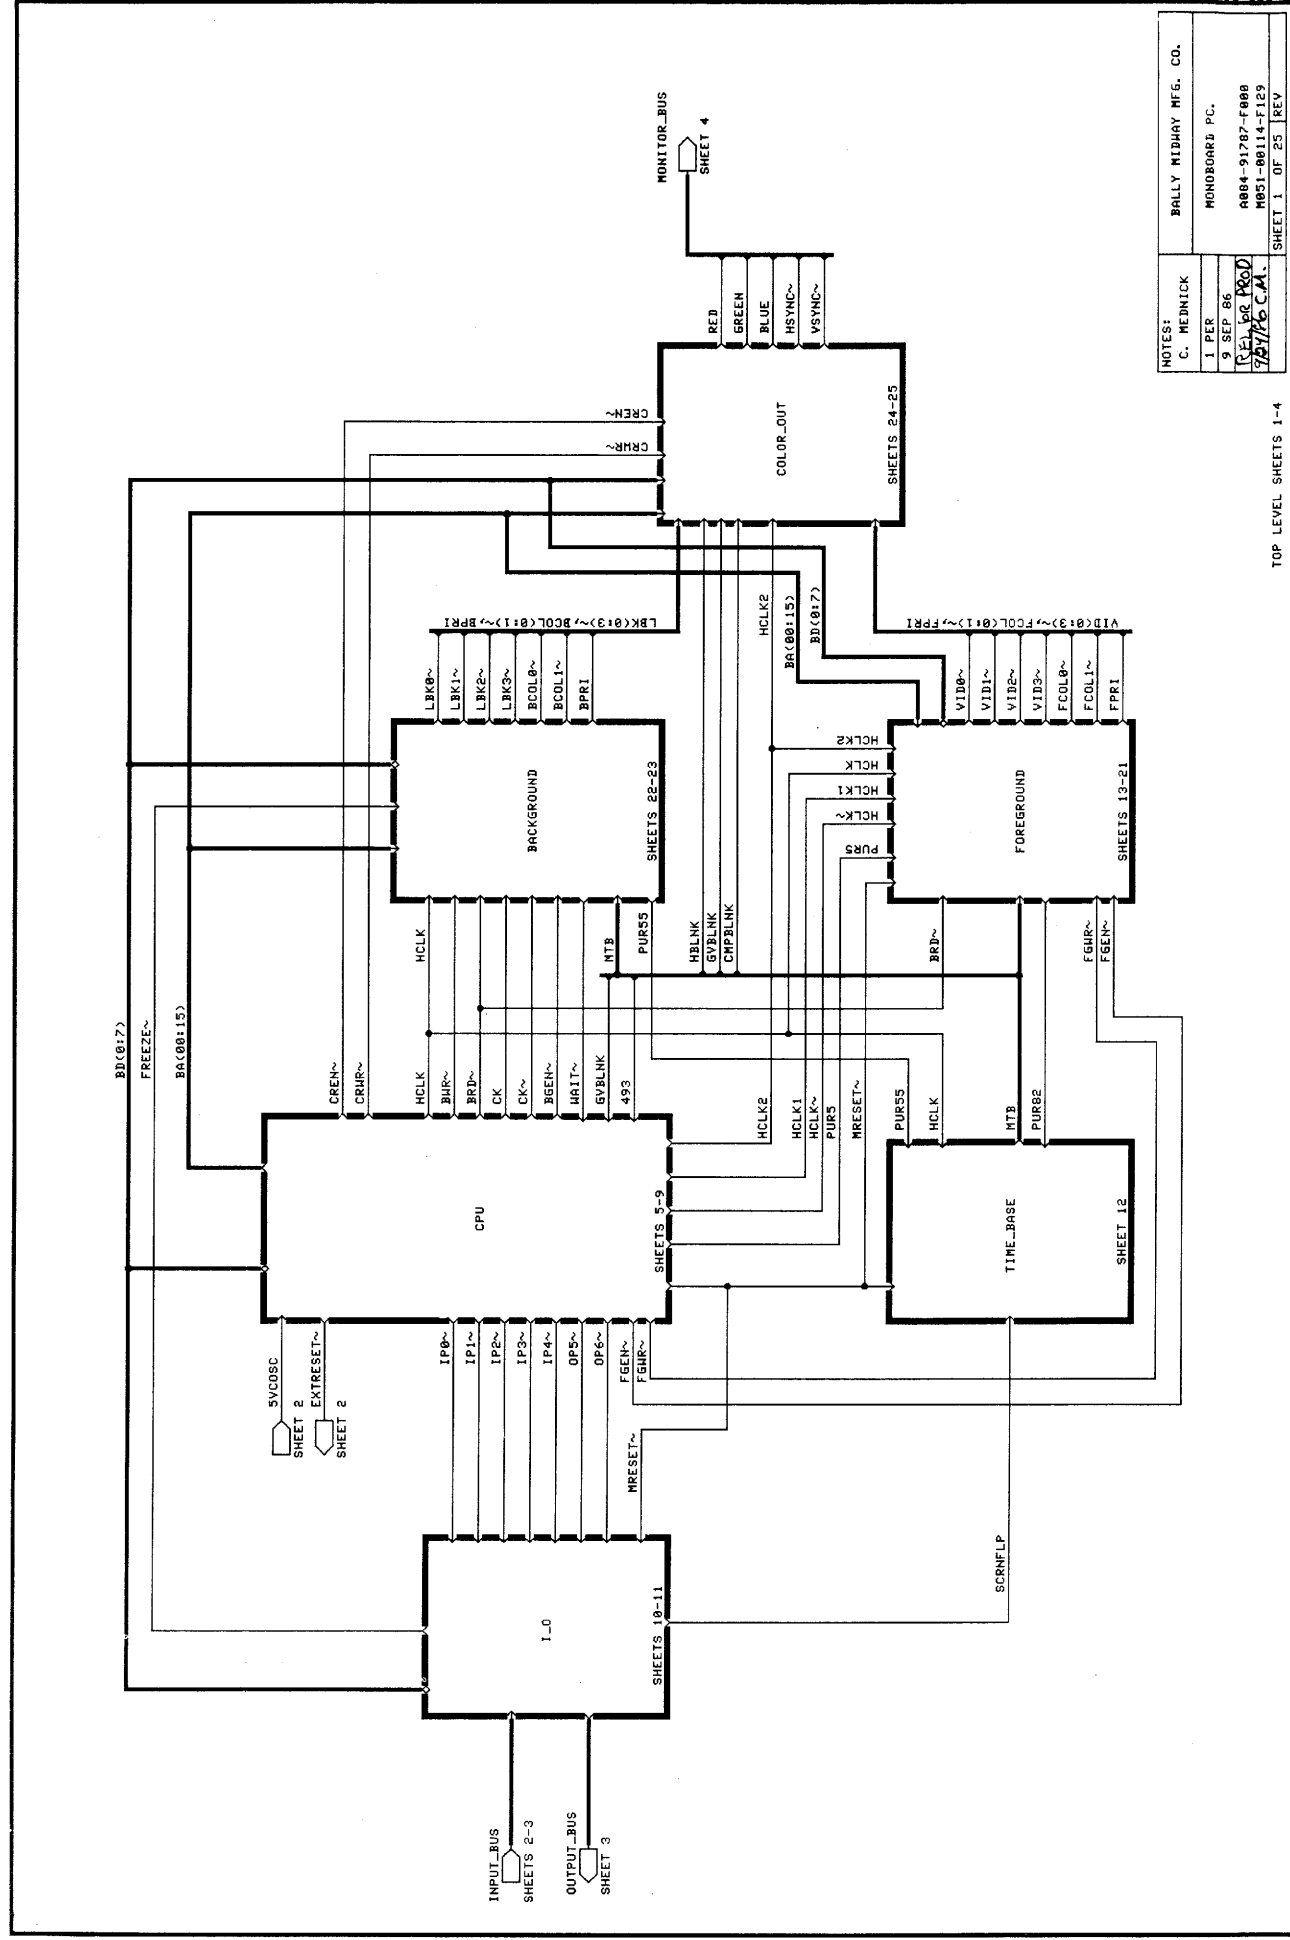 INPUT_BUS
SHEETS 2-3
OUTPUT_BUS
SHEET 3
I_O
SHEETS 10-11
BD(0:7)
FREEZE~
BA(00:15)
5VCOSC
SHEET 2
EXTRESET~
SHEET 2
IP0~
IP1~
IP2~
IP3~
IP4~
OP5~
OP6~
FGEN~
FGWR~
MRESET~
SCRNFLP
CPU
SHEETS 5-9
CREN~
CRWR~
HCLK
BWR~
BRD~
CK
CK~
BGEN~
WAIT~
GVBLNK
493
HCLK2
HCLK1
HCLK~
PUR5
MRESET~
TIME_BASE
SHEET 12
PUR55
HCLK
MTB
PUR82
HCLK
MTB
PUR55
HBLNK
GVBLNK
CMPBLNK
BRD~
FGWR~
FGEN~
BACKGROUND
SHEETS 22-23
LBK0~
LBK1~
LBK2~
LBK3~
BCOL0~
BCOL1~
BPRI
LBK(0:3)~,BCOL(0:1)~,BPRI
HCLK2
BA(00:15)
BD(0:7)
HCLK2
HCLK
HCLK1
HCLK~
PUR5
FOREGROUND
SHEETS 13-21
VID0~
VID1~
VID2~
VID3~
FCOL0~
FCOL1~
FPRI
VID(0:3)~,FCOL(0:1)~,FPRI
CREN~
CRWR~
COLOR_OUT
SHEETS 24-25
RED
GREEN
BLUE
HSYNC~
VSYNC~
MONITOR_BUS
SHEET 4
TOP LEVEL SHEETS 1-4
NOTES:
C. MEDNICK
1 PER
9 SEP 86
REL for PROD
9/24/86 C.M.
BALLY MIDWAY MFG. CO.
MONOBOARD PC.
A084-91787-F000
M051-00114-F129
SHEET 1 OF 25 REV